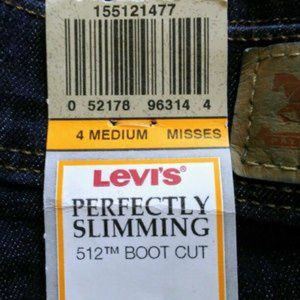 155121477
0 52178 96314 4
4 MEDIUM MISSES
Levi's®
PERFECTLY
SLIMMING
512™ BOOT CUT